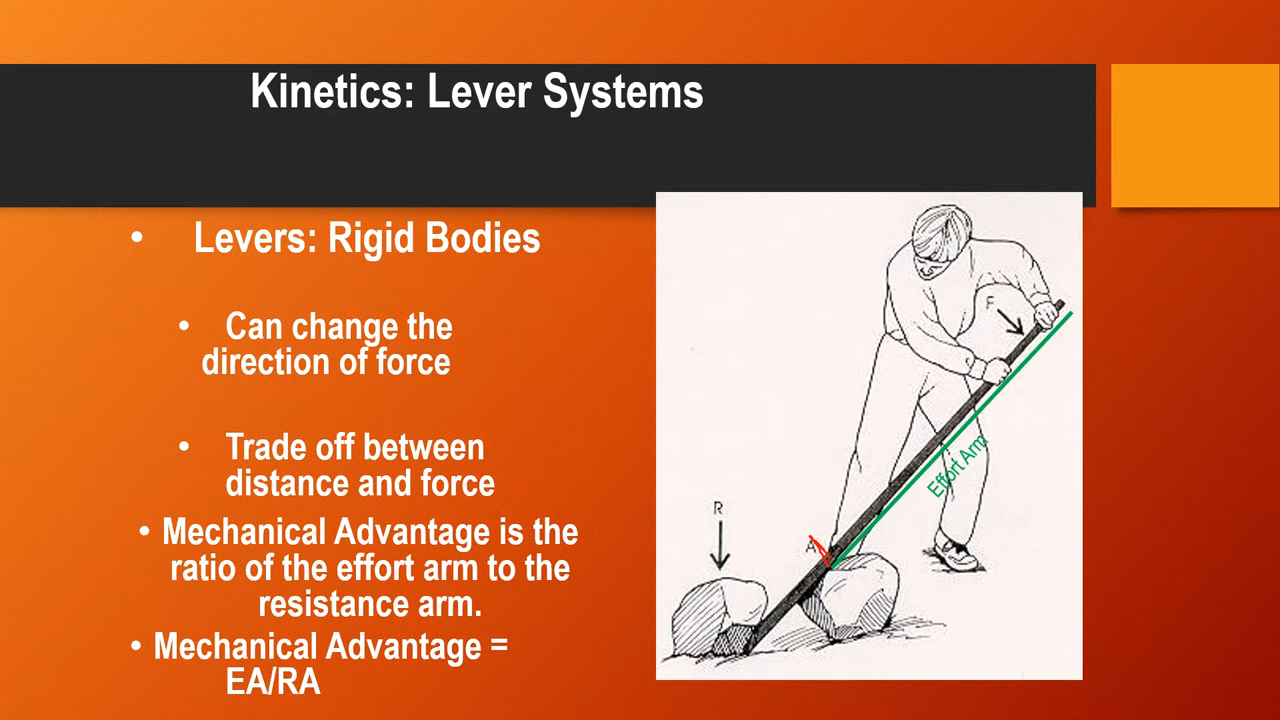 Kinetics: Lever Systems
• Levers: Rigid Bodies
• Can change the
direction of force
• Trade off between
distance and force
• Mechanical Advantage is the
ratio of the effort arm to the
resistance arm.
• Mechanical Advantage =
EA/RA
F
Effort Arm
R
A